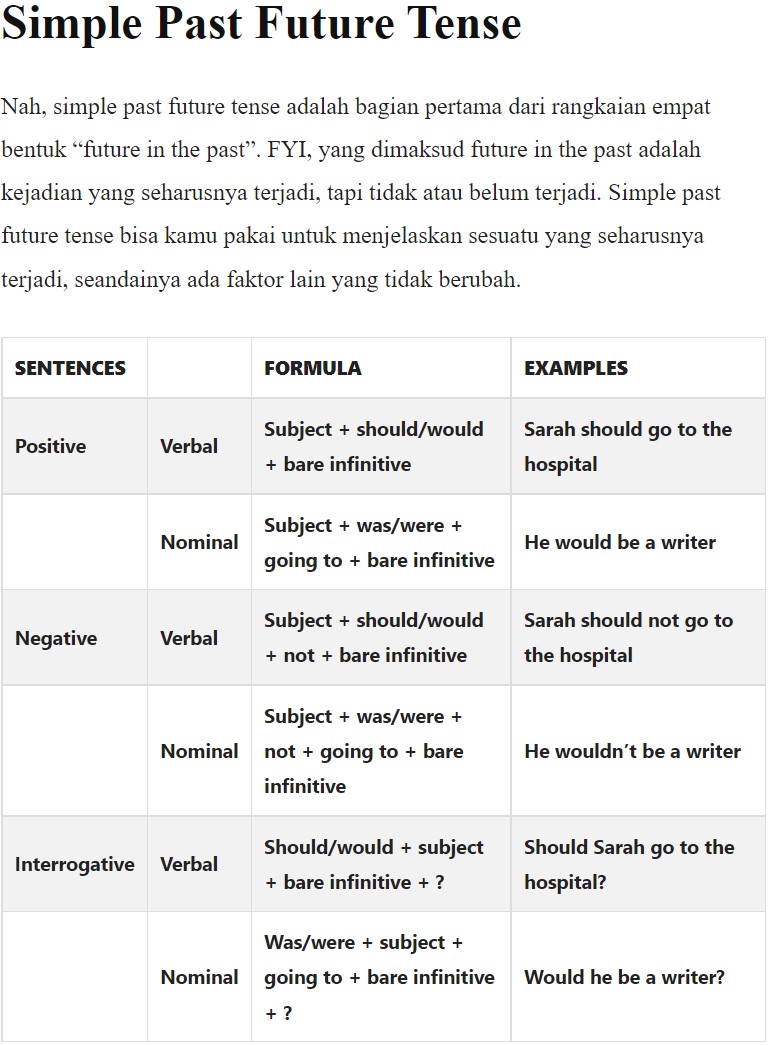 Simple Past Future Tense
Nah, simple past future tense adalah bagian pertama dari rangkaian empat
bentuk “future in the past”. FYI, yang dimaksud future in the past adalah
kejadian yang seharusnya terjadi, tapi tidak atau belum terjadi. Simple past
future tense bisa kamu pakai untuk menjelaskan sesuatu yang seharusnya
terjadi, seandainya ada faktor lain yang tidak berubah.
SENTENCES FORMULA EXAMPLES
Positive Verbal Subject + should/would + bare infinitive Sarah should go to the hospital
Nominal Subject + was/were + going to + bare infinitive He would be a writer
Negative Verbal Subject + should/would + not + bare infinitive Sarah should not go to the hospital
Nominal Subject + was/were + not + going to + bare infinitive He wouldn’t be a writer
Interrogative Verbal Should/would + subject + bare infinitive + ? Should Sarah go to the hospital?
Nominal Was/were + subject + going to + bare infinitive + ? Would he be a writer?